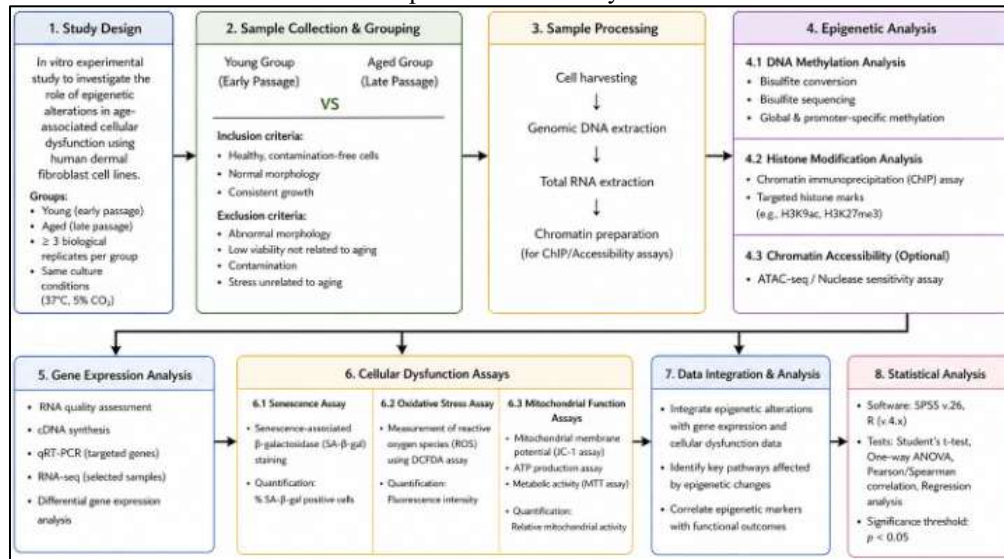 1. Study Design
In vitro experimental
study to investigate the
role of epigenetic
alterations in age-
associated cellular
dysfunction using
human dermal
fibroblast cell lines.
Groups:
• Young (early passage)
• Aged (late passage)
• ≥ 3 biological
replicates per group
• Same culture
conditions
(37°C, 5% CO₂)
2. Sample Collection & Grouping
Young Group
(Early Passage)
Aged Group
(Late Passage)
VS
Inclusion criteria:
• Healthy, contamination-free cells
• Normal morphology
• Consistent growth
Exclusion criteria:
• Abnormal morphology
• Low viability not related to aging
• Contamination
• Stress unrelated to aging
3. Sample Processing
Cell harvesting
↓
Genomic DNA extraction
↓
Total RNA extraction
↓
Chromatin preparation
(for ChIP/Accessibility assays)
4. Epigenetic Analysis
4.1 DNA Methylation Analysis
• Bisulfite conversion
• Bisulfite sequencing
• Global & promoter-specific methylation
4.2 Histone Modification Analysis
• Chromatin immunoprecipitation (ChIP) assay
• Targeted histone marks
(e.g., H3K9ac, H3K27me3)
4.3 Chromatin Accessibility (Optional)
• ATAC-seq / Nuclease sensitivity assay
5. Gene Expression Analysis
• RNA quality assessment
• cDNA synthesis
• qRT-PCR (targeted genes)
• RNA-seq (selected samples)
• Differential gene expression
analysis
6. Cellular Dysfunction Assays
6.1 Senescence Assay
• Senescence-associated
β-galactosidase (SA-β-gal)
staining
• Quantification:
% SA-β-gal positive cells
6.2 Oxidative Stress Assay
• Measurement of reactive
oxygen species (ROS)
using DCFDA assay
• Quantification:
Fluorescence intensity
6.3 Mitochondrial Function
Assays
• Mitochondrial membrane
potential (JC-1 assay)
• ATP production assay
• Metabolic activity (MTT assay)
• Quantification:
Relative mitochondrial activity
7. Data Integration & Analysis
• Integrate epigenetic alterations
with gene expression and
cellular dysfunction data
• Identify key pathways affected
by epigenetic changes
• Correlate epigenetic markers
with functional outcomes
8. Statistical Analysis
• Software: SPSS v.26,
R (v.4.x)
• Tests: Student's t-test,
One-way ANOVA,
Pearson/Spearman
correlation, Regression
analysis
• Significance threshold:
p < 0.05